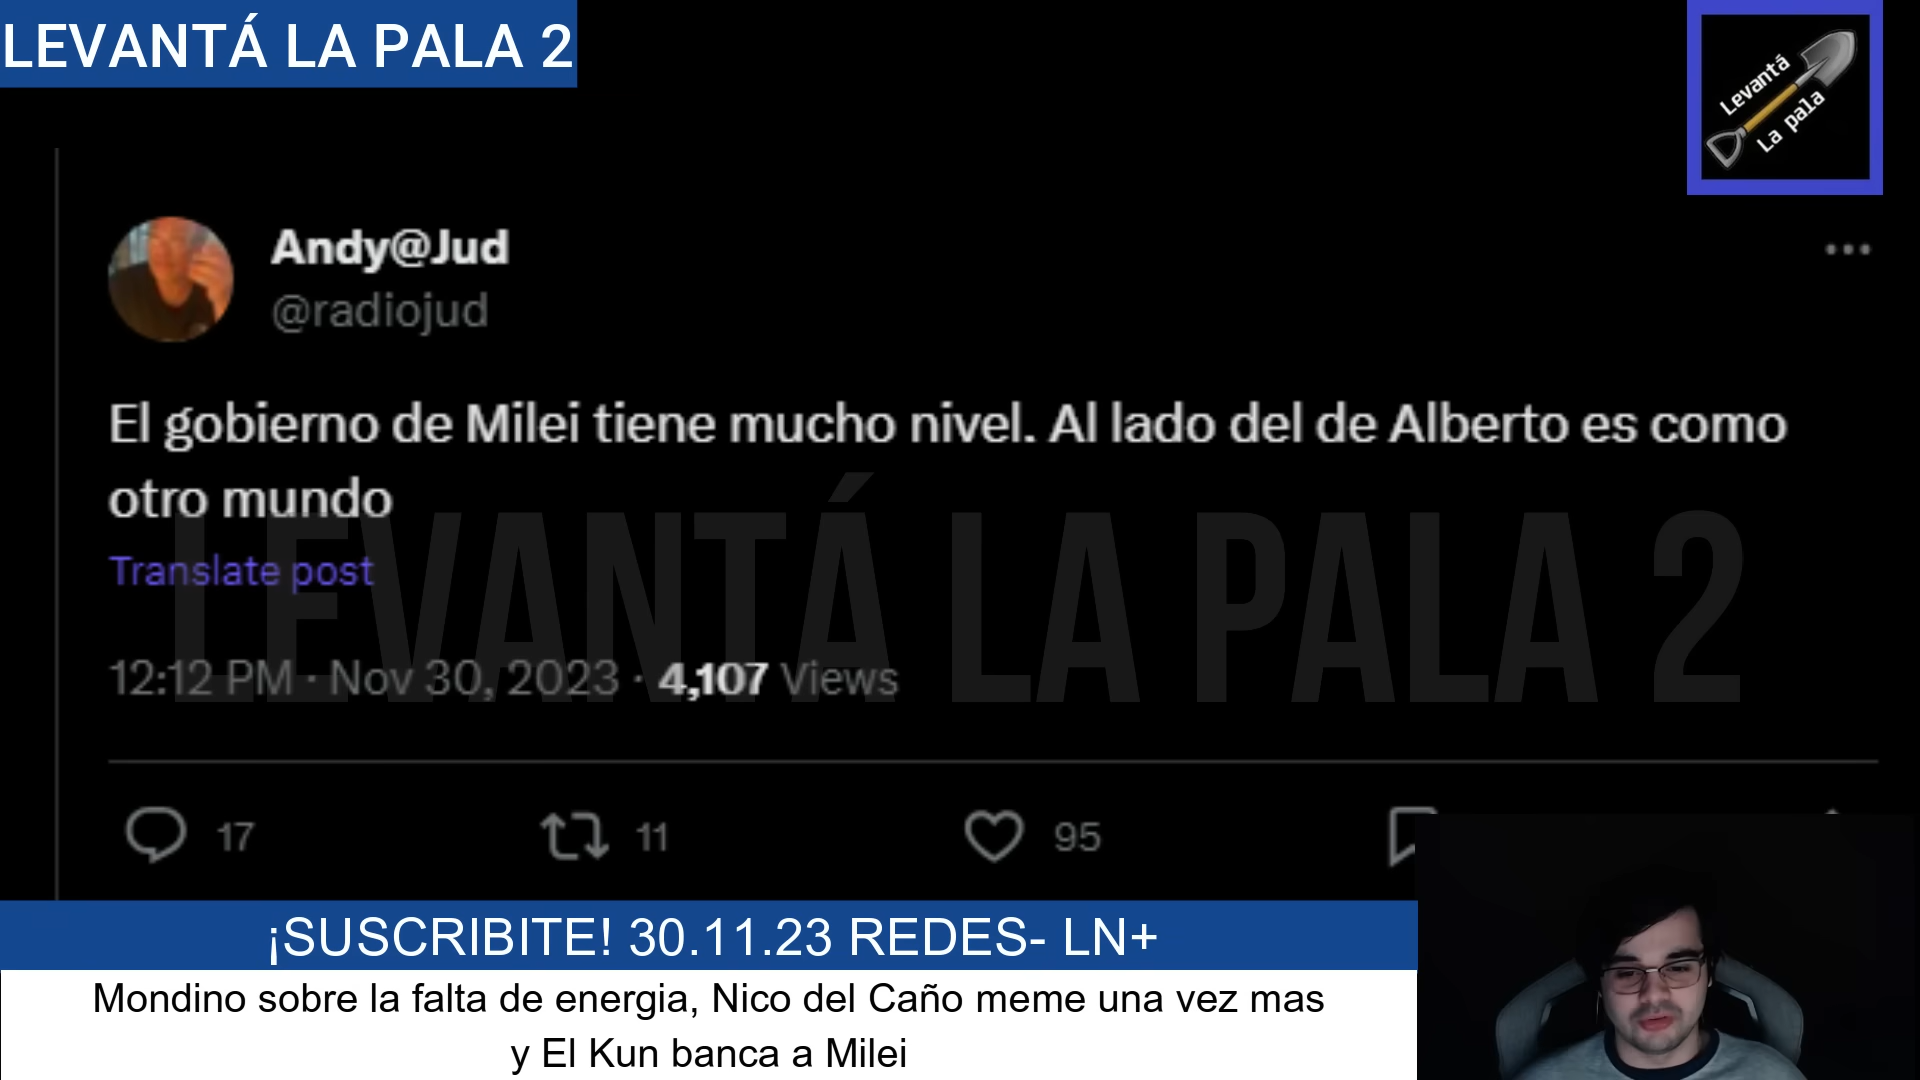 LEVANTÁ LA PALA 2
Levantá
La pala
Andy@Jud
@radiojud
El gobierno de Milei tiene mucho nivel. Al lado del de Alberto es como
otro mundo
Translate post
LEVANTÁ LA PALA 2
12:12 PM · Nov 30, 2023 · 4,107 Views
17 11 95
¡SUSCRIBITE! 30.11.23 REDES- LN+
Mondino sobre la falta de energia, Nico del Caño meme una vez mas
y El Kun banca a Milei